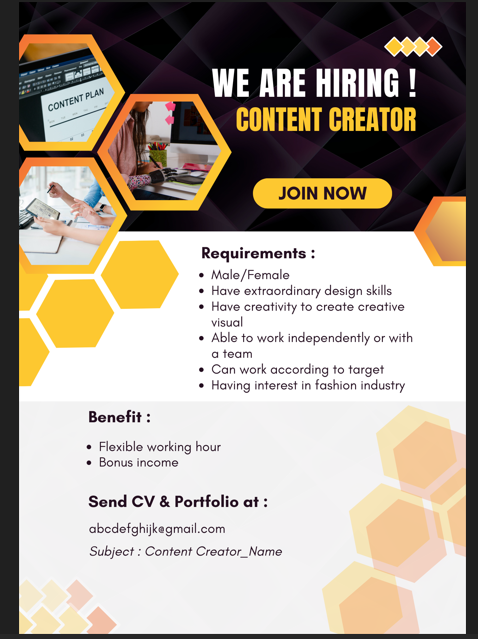 CONTENT PLAN
WE ARE HIRING !
CONTENT CREATOR
JOIN NOW
Requirements :
• Male/Female
• Have extraordinary design skills
• Have creativity to create creative
visual
• Able to work independently or with
a team
• Can work according to target
• Having interest in fashion industry
Benefit :
• Flexible working hour
• Bonus income
Send CV & Portfolio at :
abcdefghijk@gmail.com
Subject : Content Creator_Name